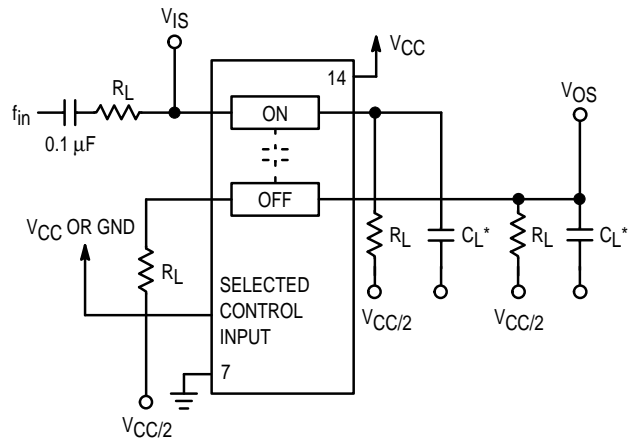 VIS
VCC
14
VOS
RL
fin
ON
0.1 µF
OFF
VCC OR GND
RL
CL*
RL
CL*
RL
SELECTED
CONTROL
INPUT
VCC/2
VCC/2
7
VCC/2